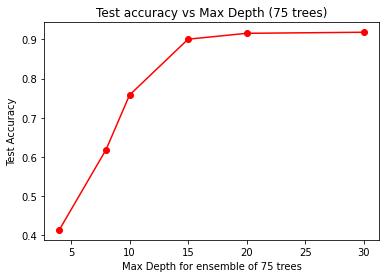 Test accuracy vs Max Depth (75 trees)
Test Accuracy
0.9
0.8
0.7
0.6
0.5
0.4
5 10 15 20 25 30
Max Depth for ensemble of 75 trees